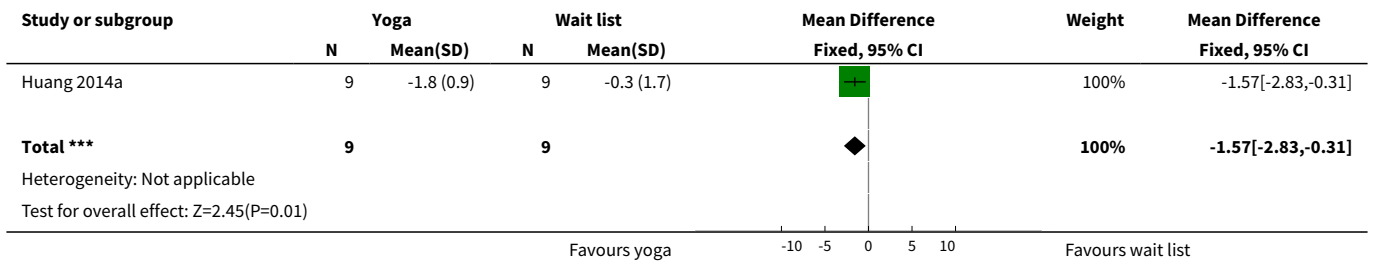 Study or subgroup Yoga Wait list Mean Difference Weight Mean Difference
N Mean(SD) N Mean(SD) Fixed, 95% CI Fixed, 95% CI
Huang 2014a 9 -1.8 (0.9) 9 -0.3 (1.7) 100% -1.57[-2.83,-0.31]
Total *** 9 9 100% -1.57[-2.83,-0.31]
Heterogeneity: Not applicable
Test for overall effect: Z=2.45(P=0.01)
Favours yoga -10 -5 0 5 10 Favours wait list